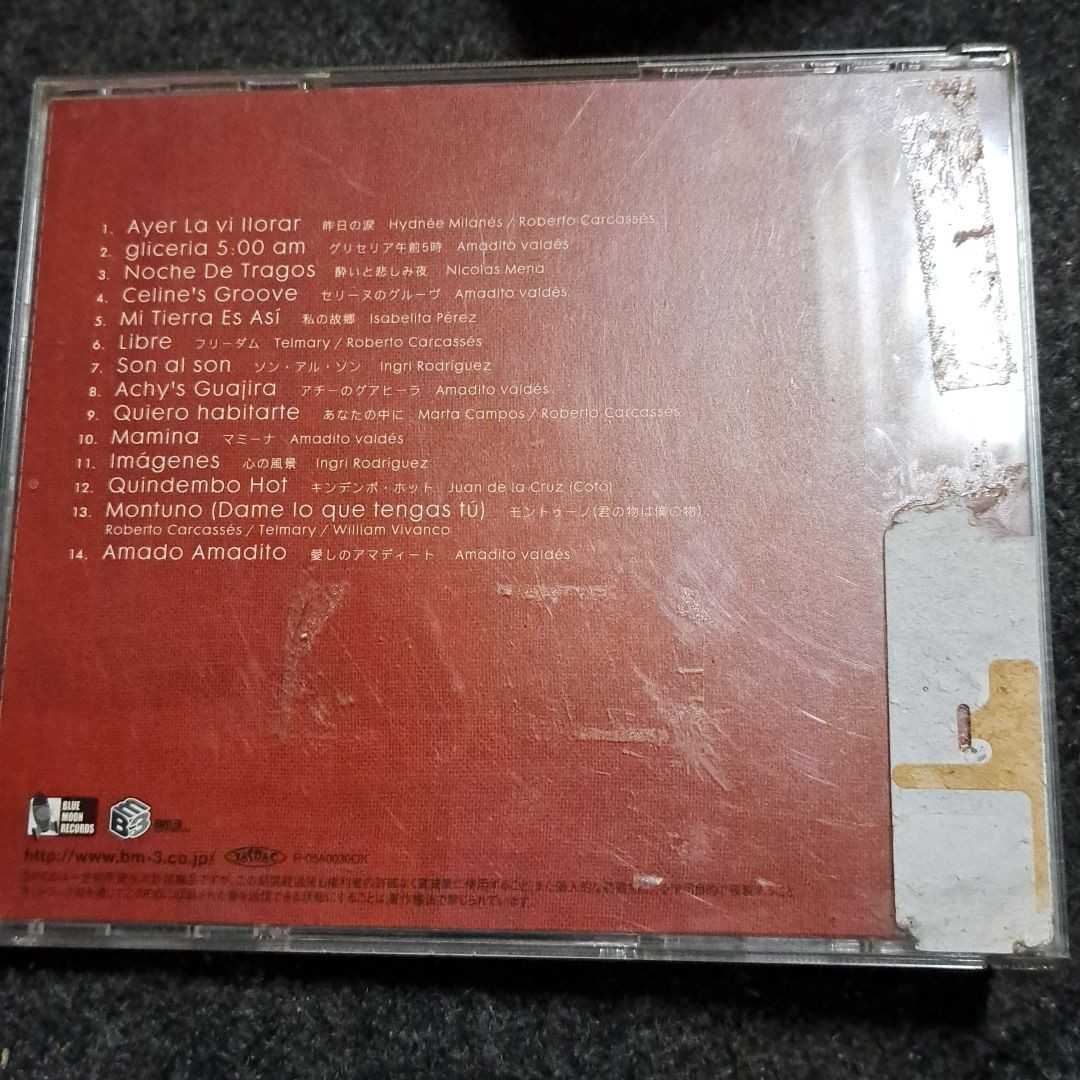 1. Ayer La vi llorar 昨日の涙 Hydnée Milanés / Roberto Carcassés
2. gliceria 5:00 am グリセリア午前5時 Amadito valdés
3. Noche De Tragos 酔いと悲しみ夜 Nicolas Mena
4. Celine's Groove セリーヌのグルーヴ Amadito valdés
5. Mi Tierra Es Así 私の故郷 Isabelita Pérez
6. Libre フリーダム Telmary / Roberto Carcassés
7. Son al son ソン・アル・ソン Ingri Rodríguez
8. Achy's Guajira アチーのグアヒーラ Amadito valdés
9. Quiero habitarte あなたの中に Marta Campos / Roberto Carcassés
10. Mamina マミーナ Amadito valdés
11. Imágenes 心の風景 Ingri Rodríguez
12. Quindembo Hot キンデンボ・ホット Juan de la Cruz (Coto)
13. Montuno (Dame lo que tengas tú) モントゥーノ(君の物は僕の物)
Roberto Carcassés / Telmary / William Vivanco
14. Amado Amadito 愛しのアマディート Amadito valdés
BLUE
MOON
RECORDS
http://www.bm-3.co.jp/ JASRAC